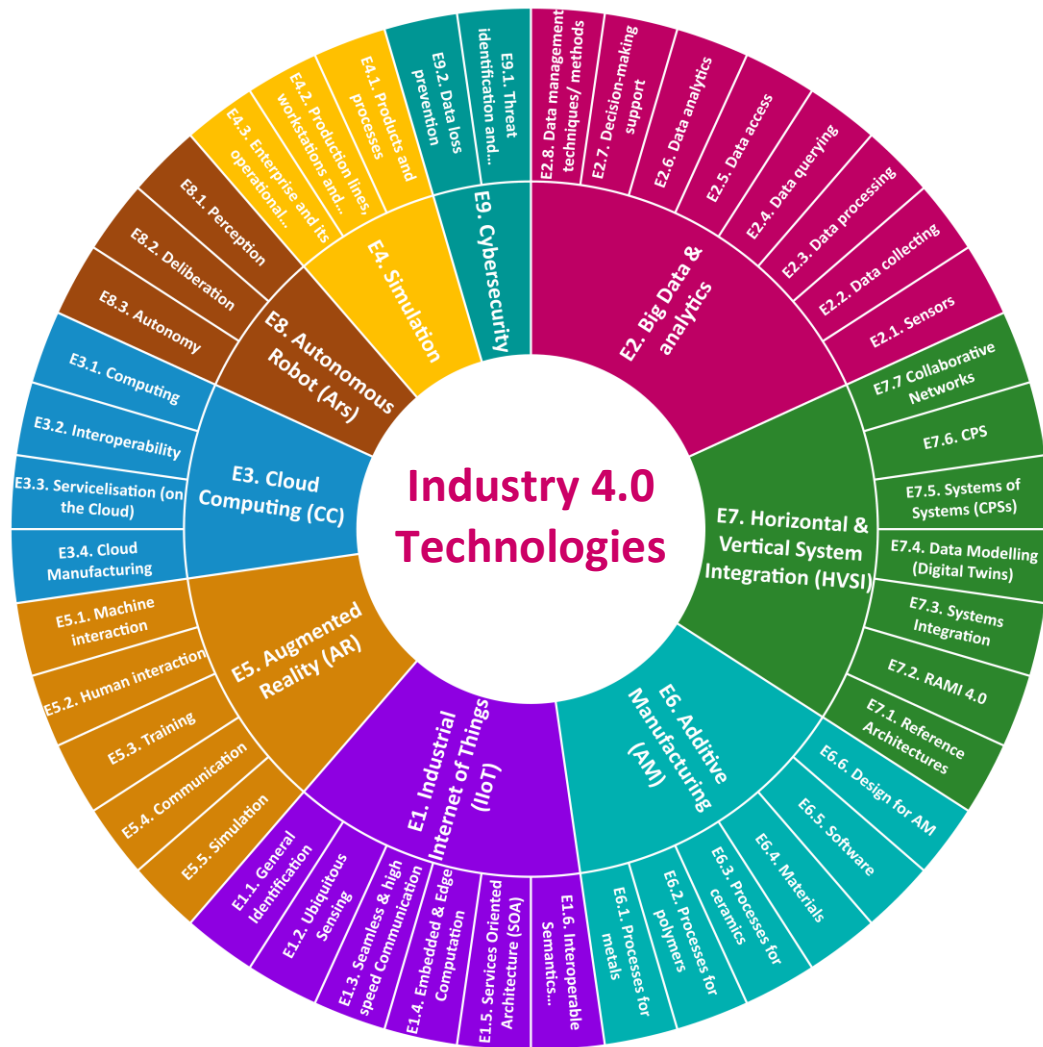 Industry 4.0
Technologies
E2. Big Data &
analytics
E2.8. Data management
techniques/ methods
E2.7. Decision-making
support
E2.6. Data analytics
E2.5. Data access
E2.4. Data querying
E2.3. Data processing
E2.2. Data collecting
E2.1. Sensors
E7. Horizontal &
Vertical System
Integration (HVSI)
E7.7 Collaborative
Networks
E7.6. CPS
E7.5. Systems of
Systems (CPSs)
E7.4. Data Modelling
(Digital Twins)
E7.3. Systems
Integration
E7.2. RAMI 4.0
E7.1. Reference
Architectures
E6. Additive
Manufacturing
(AM)
E6.6. Design for AM
E6.5. Software
E6.4. Materials
E6.3. Processes for
ceramics
E6.2. Processes for
polymers
E6.1. Processes for
metals
E1. Industrial
Internet of Things
(IIoT)
E1.6. Interoperable
Semantics...
E1.5. Services Oriented
Architecture (SOA)
E1.4. Embedded & Edge
Computation
E1.3. Seamless & high
speed Communication
E1.2. Ubiquitous
Sensing
E1.1. General
Identification
E5. Augmented
Reality (AR)
E5.5. Simulation
E5.4. Communication
E5.3. Training
E5.2. Human interaction
E5.1. Machine
interaction
E3. Cloud
Computing (CC)
E3.4. Cloud
Manufacturing
E3.3. Servicelisation (on
the Cloud)
E3.2. Interoperability
E3.1. Computing
E8. Autonomous
Robot (Ars)
E8.3. Autonomy
E8.2. Deliberation
E8.1. Perception
E4. Simulation
E4.3. Enterprise and its
operational...
E4.2. Production lines,
workstations and...
E4.1. Products and
processes
E9. Cybersecurity
E9.2. Data loss
prevention
E9.1. Threat
identification and...